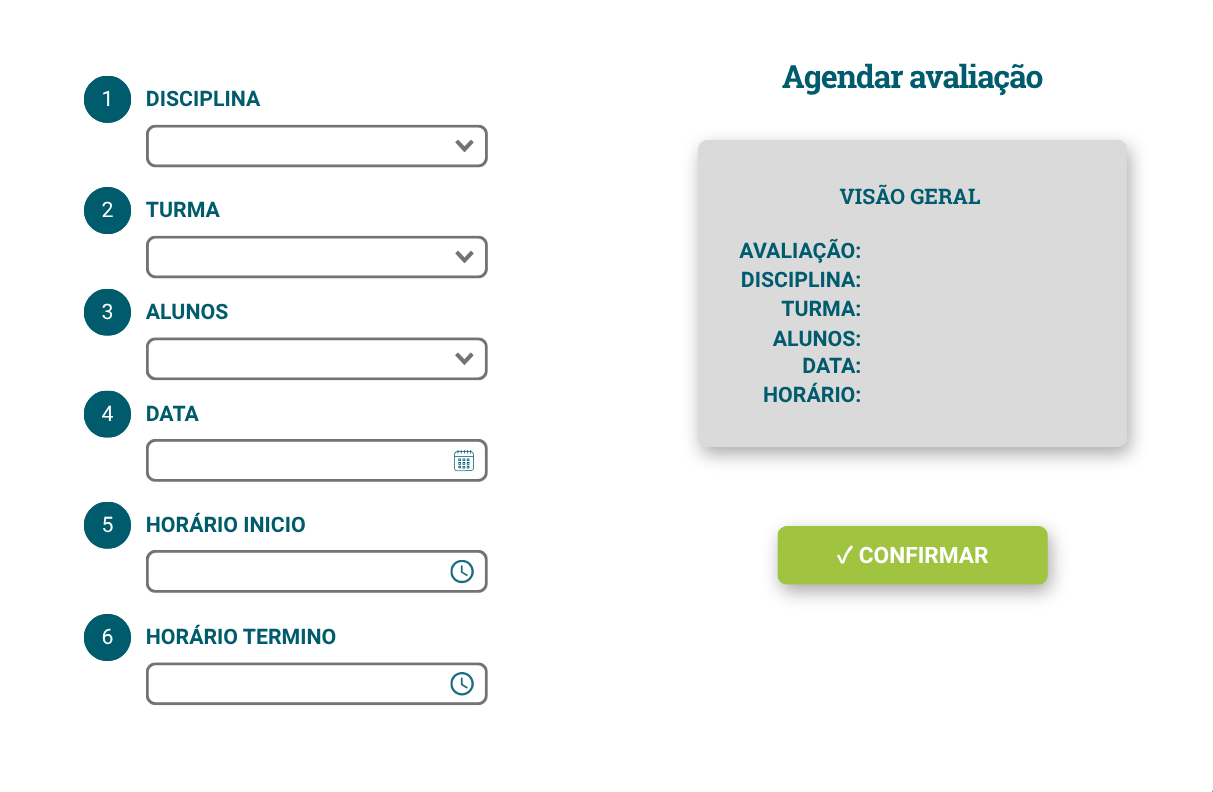 1 DISCIPLINA
2 TURMA
3 ALUNOS
4 DATA
5 HORÁRIO INICIO
6 HORÁRIO TERMINO
Agendar avaliação
VISÃO GERAL
AVALIAÇÃO:
DISCIPLINA:
TURMA:
ALUNOS:
DATA:
HORÁRIO:
✓ CONFIRMAR